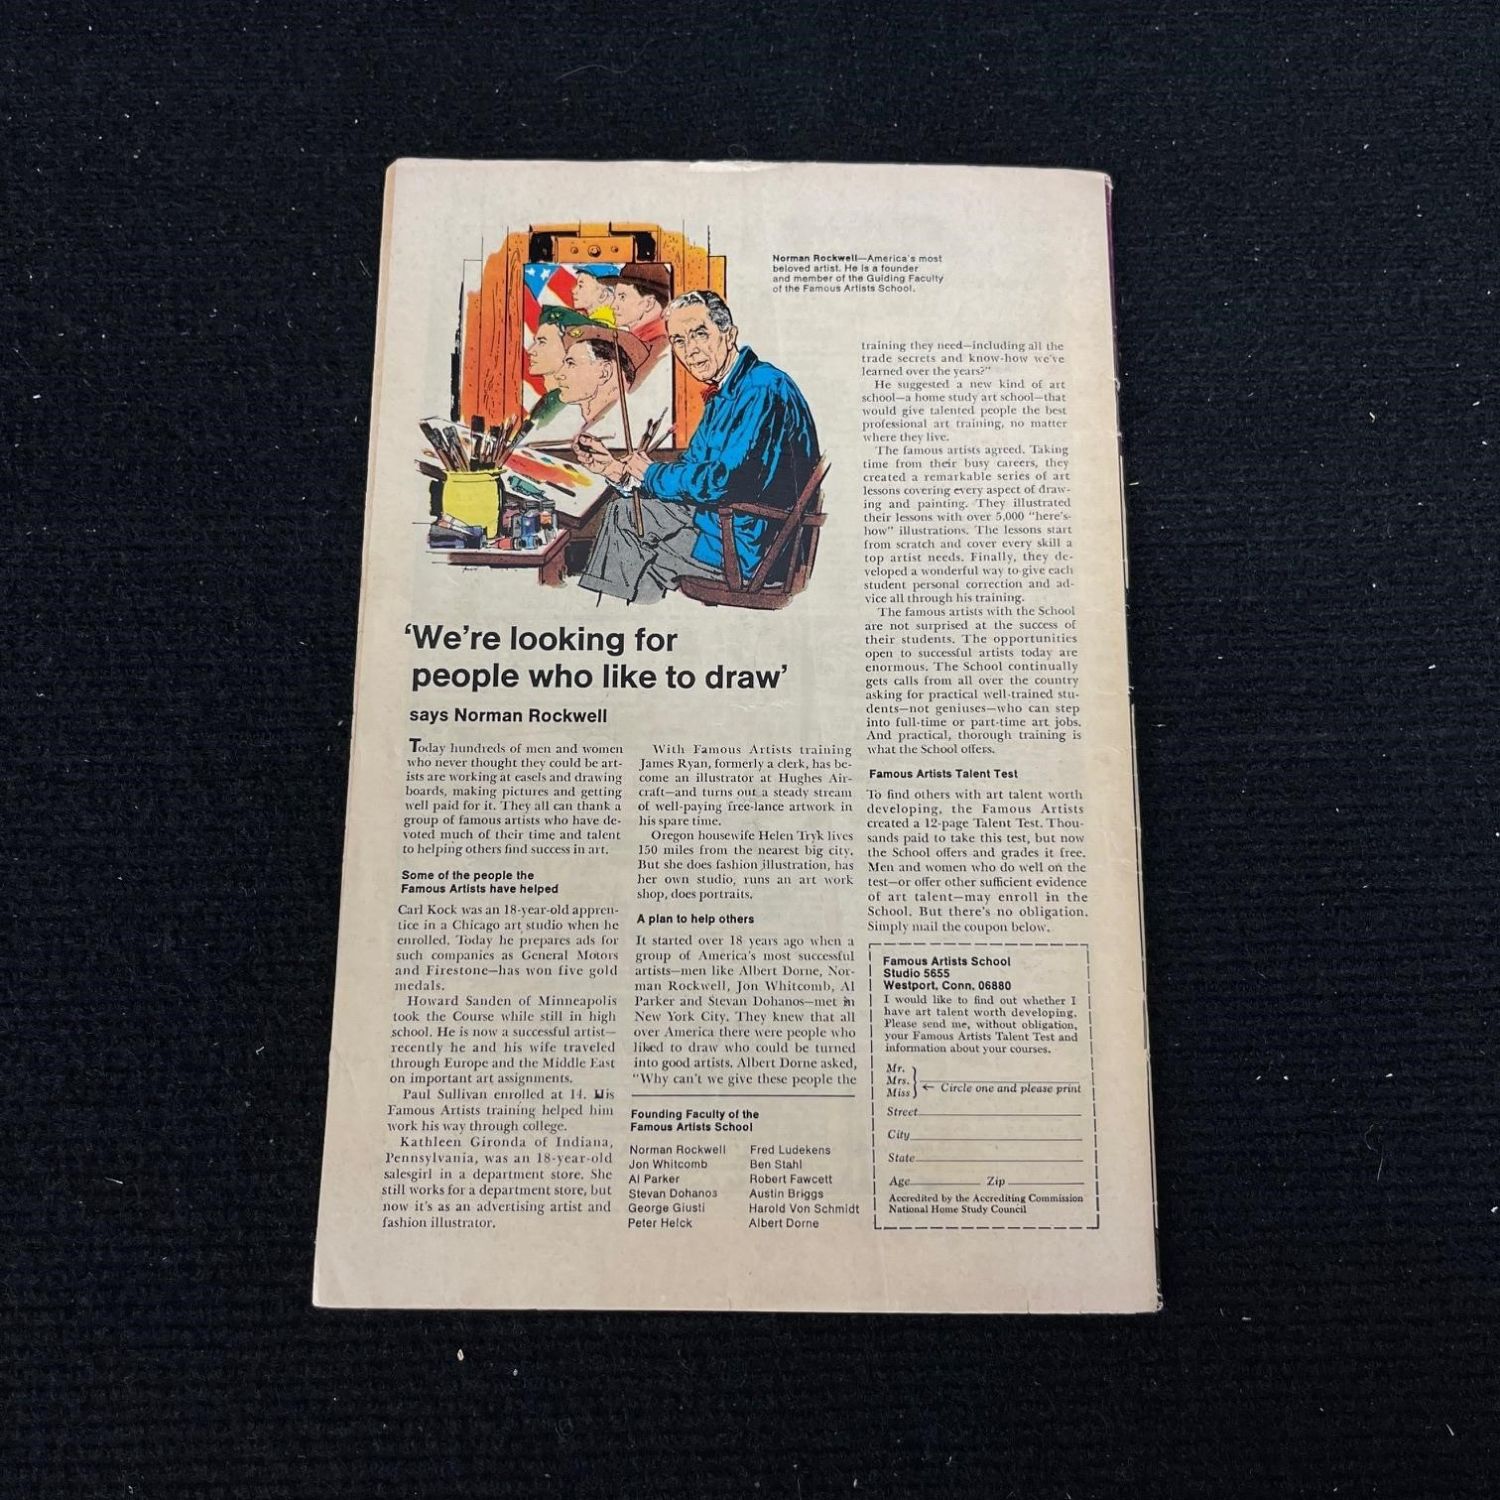 Norman Rockwell—America's most
beloved artist. He is a founder
and member of the Guiding Faculty
of the Famous Artists School.
'We're looking for
people who like to draw'
says Norman Rockwell
Today hundreds of men and women
who never thought they could be art-
ists are working at easels and drawing
boards, making pictures and getting
well paid for it. They all can thank a
group of famous artists who have de-
voted much of their time and talent
to helping others find success in art.
Some of the people the
Famous Artists have helped
Carl Kock was an 18-year-old appren-
tice in a Chicago art studio when he
enrolled. Today he prepares ads for
such companies as General Motors
and Firestone—has won five gold
medals.
Howard Sanden of Minneapolis
took the Course while still in high
school. He is now a successful artist—
recently he and his wife traveled
through Europe and the Middle East
on important art assignments.
Paul Sullivan enrolled at 14. His
Famous Artists training helped him
work his way through college.
Kathleen Gironda of Indiana,
Pennsylvania, was an 18-year-old
salesgirl in a department store. She
still works for a department store, but
now it's as an advertising artist and
fashion illustrator.
With Famous Artists training
James Ryan, formerly a clerk, has be-
come an illustrator at Hughes Air-
craft—and turns out a steady stream
of well-paying free-lance artwork in
his spare time.
Oregon housewife Helen Tryk lives
150 miles from the nearest big city.
But she does fashion illustration, has
her own studio, runs an art work
shop, does portraits.
A plan to help others
It started over 18 years ago when a
group of America's most successful
artists—men like Albert Dorne, Nor-
man Rockwell, Jon Whitcomb, Al
Parker and Stevan Dohanos—met in
New York City. They knew that all
over America there were people who
liked to draw who could be turned
into good artists. Albert Dorne asked,
"Why can't we give these people the
training they need—including all the
trade secrets and know-how we've
learned over the years?"
He suggested a new kind of art
school—a home study art school—that
would give talented people the best
professional art training, no matter
where they live.
The famous artists agreed. Taking
time from their busy careers, they
created a remarkable series of art
lessons covering every aspect of draw-
ing and painting. They illustrated
their lessons with over 5,000 "here's-
how" illustrations. The lessons start
from scratch and cover every skill a
top artist needs. Finally, they de-
veloped a wonderful way to give each
student personal correction and ad-
vice all through his training.
The famous artists with the School
are not surprised at the success of
their students. The opportunities
open to successful artists today are
enormous. The School continually
gets calls from all over the country
asking for practical well-trained stu-
dents—not geniuses—who can step
into full-time or part-time art jobs.
And practical, thorough training is
what the School offers.
Famous Artists Talent Test
To find others with art talent worth
developing, the Famous Artists
created a 12-page Talent Test. Thou-
sands paid to take this test, but now
the School offers and grades it free.
Men and women who do well on the
test—or offer other sufficient evidence
of art talent—may enroll in the
School. But there's no obligation.
Simply mail the coupon below.
Founding Faculty of the
Famous Artists School
Norman Rockwell
Jon Whitcomb
Al Parker
Stevan Dohanos
George Giusti
Peter Helck
Fred Ludekens
Ben Stahl
Robert Fawcett
Austin Briggs
Harold Von Schmidt
Albert Dorne
Famous Artists School
Studio 5655
Westport, Conn. 06880
I would like to find out whether I
have art talent worth developing.
Please send me, without obligation,
your Famous Artists Talent Test and
information about your courses.
Mr.
Mrs.
Miss
← Circle one and please print
Street
City
State
Age Zip
Accredited by the Accrediting Commission
National Home Study Council